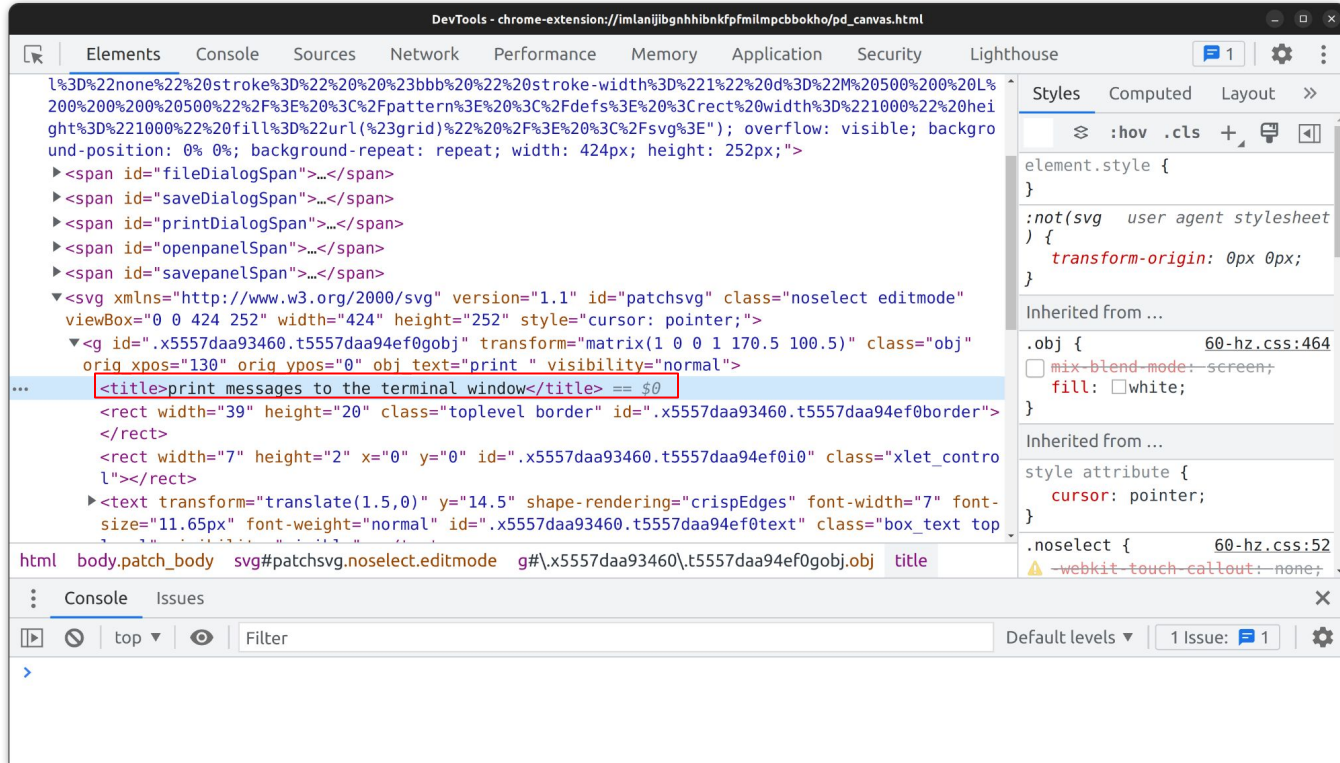 DevTools - chrome-extension://imlanijibgnhhibnkfpfmilmpcbbokho/pd_canvas.html
Elements Console Sources Network Performance Memory Application Security Lighthouse 1
l%3D%22none%22%20stroke%3D%22%20%20%23bbb%20%22%20stroke-width%3D%221%22%20d%3D%22M%20500%200%20L%
200%200%200%20500%22%2F%3E%20%3C%2Fpattern%3E%20%3C%2Fdefs%3E%20%3Crect%20width%3D%221000%22%20hei
ght%3D%221000%22%20fill%3D%22url(%23grid)%22%20%2F%3E%20%3C%2Fsvg%3E"); overflow: visible; backgro
und-position: 0% 0%; background-repeat: repeat; width: 424px; height: 252px;">
<span id="fileDialogSpan">…</span>
<span id="saveDialogSpan">…</span>
<span id="printDialogSpan">…</span>
<span id="openpanelSpan">…</span>
<span id="savepanelSpan">…</span>
<svg xmlns="http://www.w3.org/2000/svg" version="1.1" id="patchsvg" class="noselect editmode"
viewBox="0 0 424 252" width="424" height="252" style="cursor: pointer;">
<g id=".x5557daa93460.t5557daa94ef0gobj" transform="matrix(1 0 0 1 170.5 100.5)" class="obj"
orig_xpos="130" orig_ypos="0" obj_text="print " visibility="normal">
<title>print messages to the terminal window</title> == $0
<rect width="39" height="20" class="toplevel border" id=".x5557daa93460.t5557daa94ef0border">
</rect>
<rect width="7" height="2" x="0" y="0" id=".x5557daa93460.t5557daa94ef0i0" class="xlet_contro
l"></rect>
<text transform="translate(1.5,0)" y="14.5" shape-rendering="crispEdges" font-width="7" font-
size="11.65px" font-weight="normal" id=".x5557daa93460.t5557daa94ef0text" class="box_text top
html body.patch_body svg#patchsvg.noselect.editmode g#\.x5557daa93460\.t5557daa94ef0gobj.obj title
Styles Computed Layout
:hov .cls
element.style {
}
:not(svg user agent stylesheet
) {
transform-origin: 0px 0px;
}
Inherited from ...
.obj { 60-hz.css:464
mix-blend-mode: screen;
fill: white;
}
Inherited from ...
style attribute {
cursor: pointer;
}
.noselect { 60-hz.css:52
-webkit-touch-callout: none;
Console Issues
top Filter Default levels 1 Issue: 1